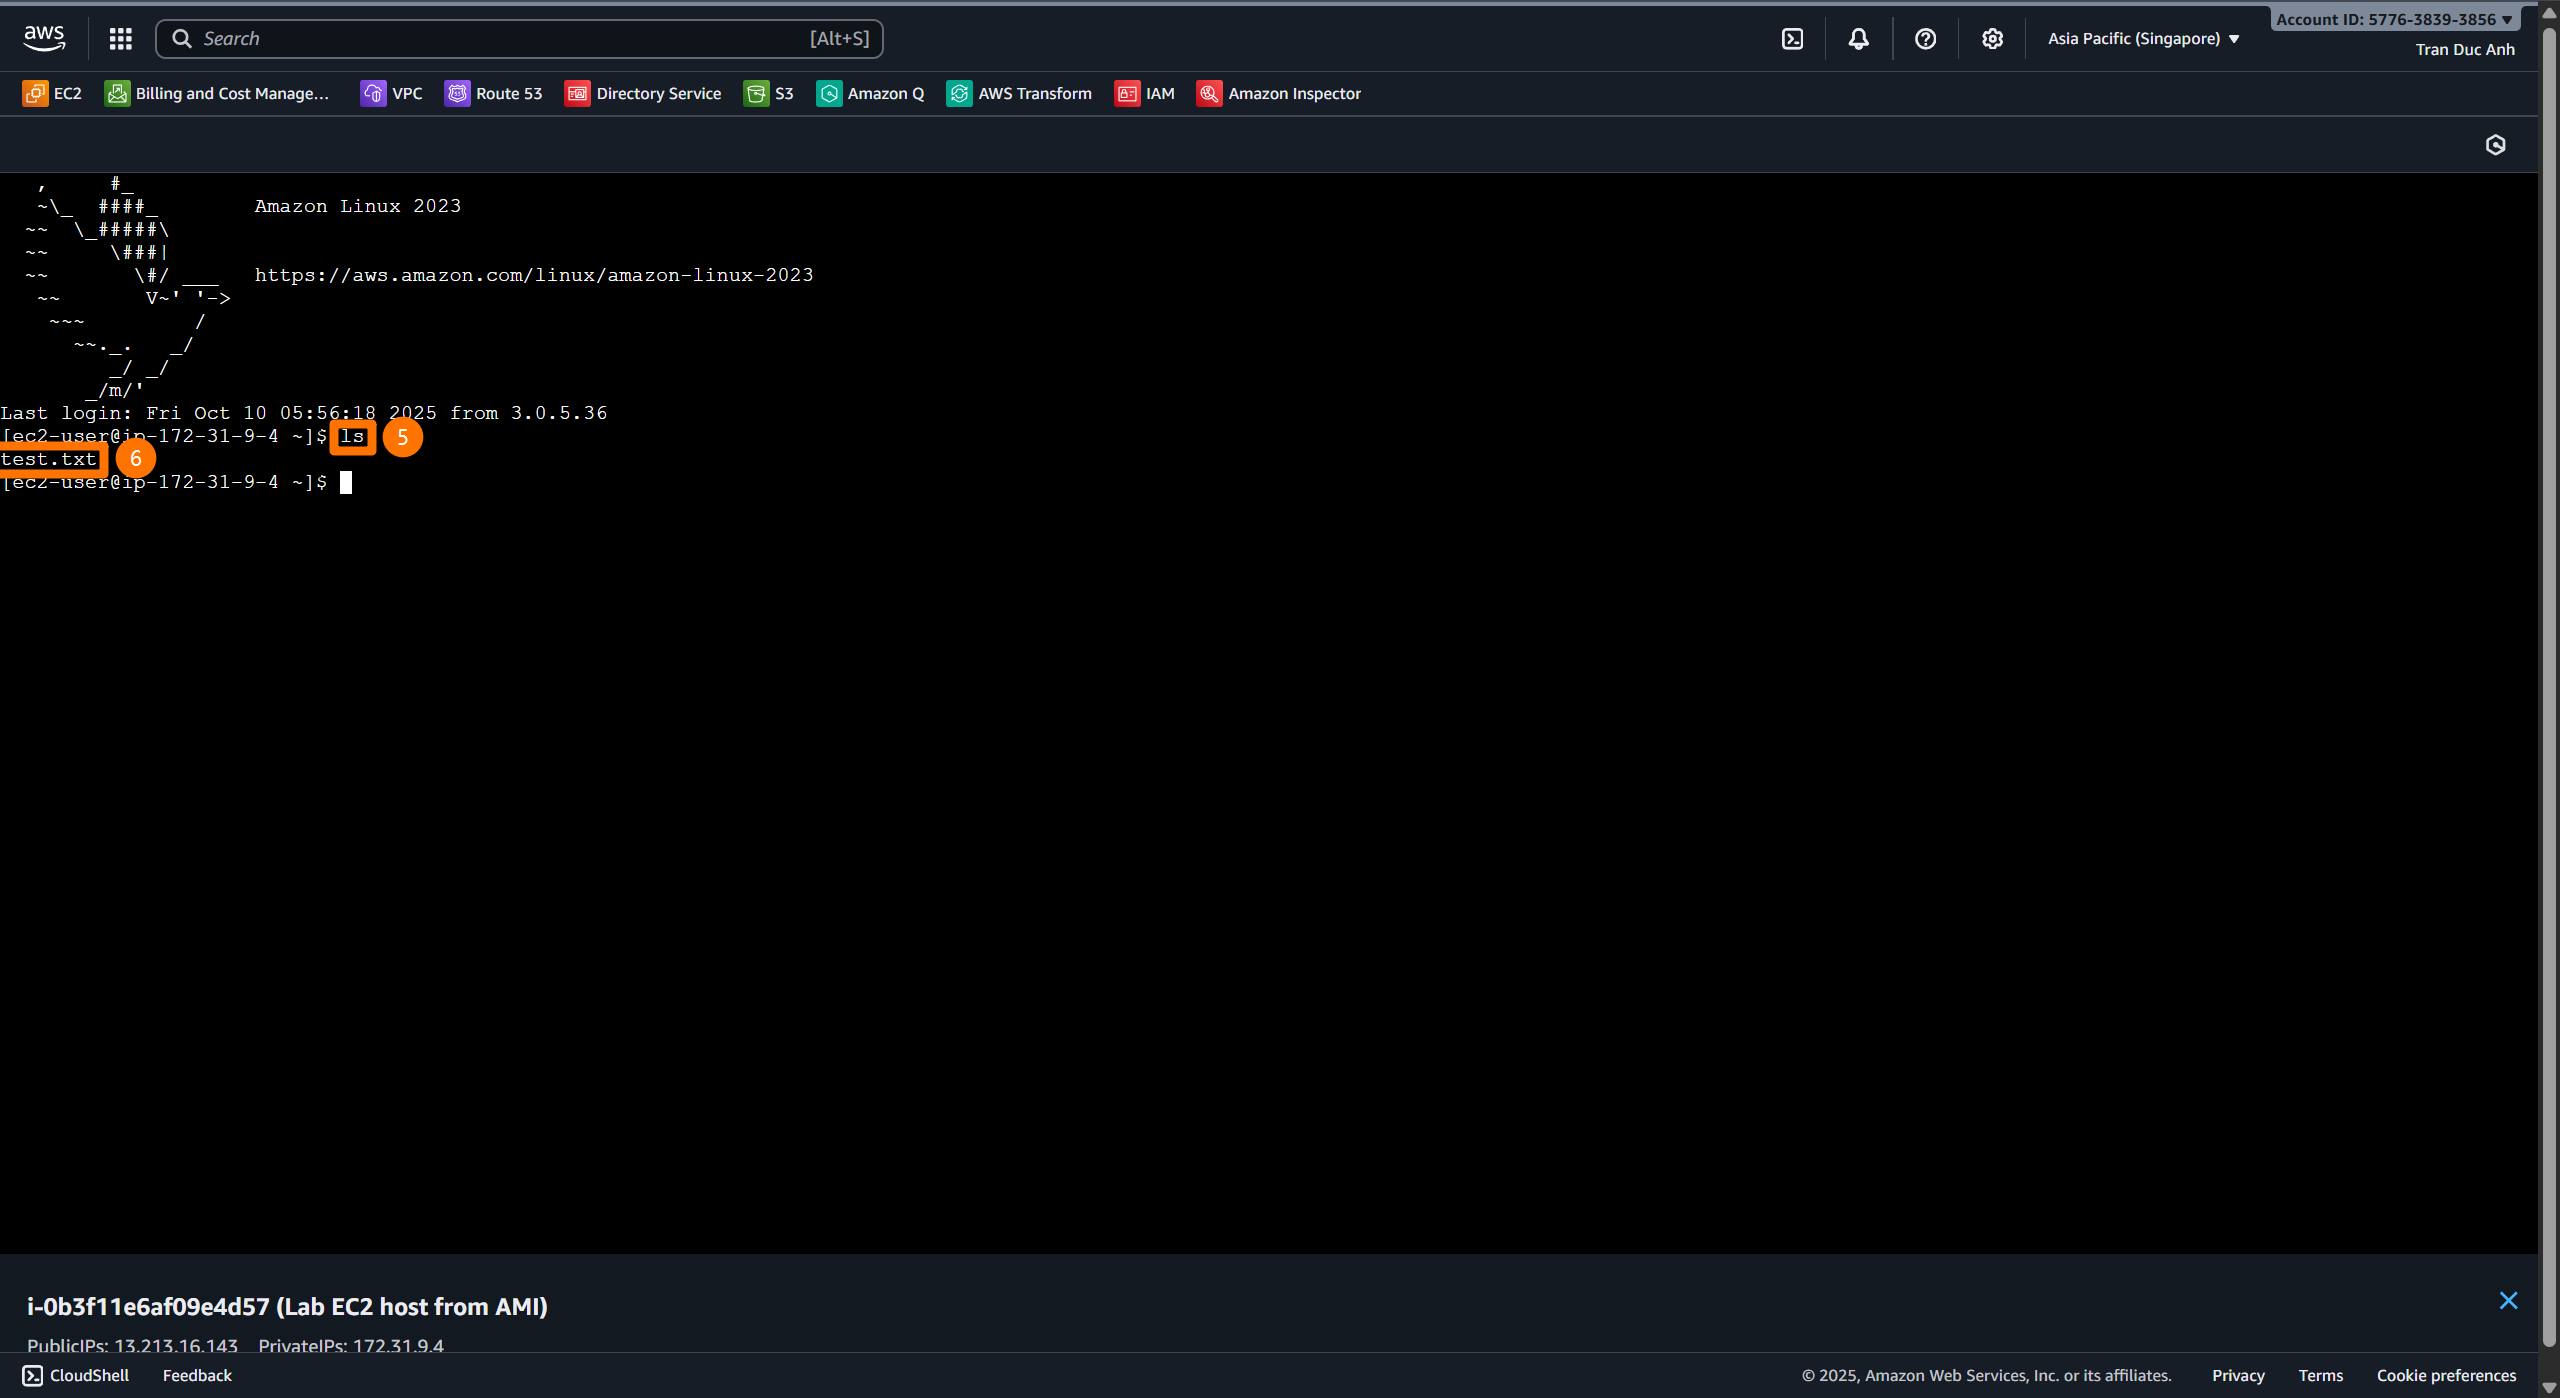 aws
Search [Alt+S]
Asia Pacific (Singapore)
Account ID: 5776-3839-3856
Tran Duc Anh
EC2 Billing and Cost Manage... VPC Route 53 Directory Service S3 Amazon Q AWS Transform IAM Amazon Inspector
   ,     #_
   ~\_  ####_        Amazon Linux 2023
  ~~  \_#####\
  ~~     \###|
  ~~       \#/ ___   https://aws.amazon.com/linux/amazon-linux-2023
   ~~       V~' '->
    ~~~         /
      ~~._.   _/
         _/ _/
       _/m/'
Last login: Fri Oct 10 05:56:18 2025 from 3.0.5.36
[ec2-user@ip-172-31-9-4 ~]$ ls 5
test.txt 6
[ec2-user@ip-172-31-9-4 ~]$
i-0b3f11e6af09e4d57 (Lab EC2 host from AMI)
PublicIPs: 13.213.16.143 PrivateIPs: 172.31.9.4
CloudShell Feedback © 2025, Amazon Web Services, Inc. or its affiliates. Privacy Terms Cookie preferences